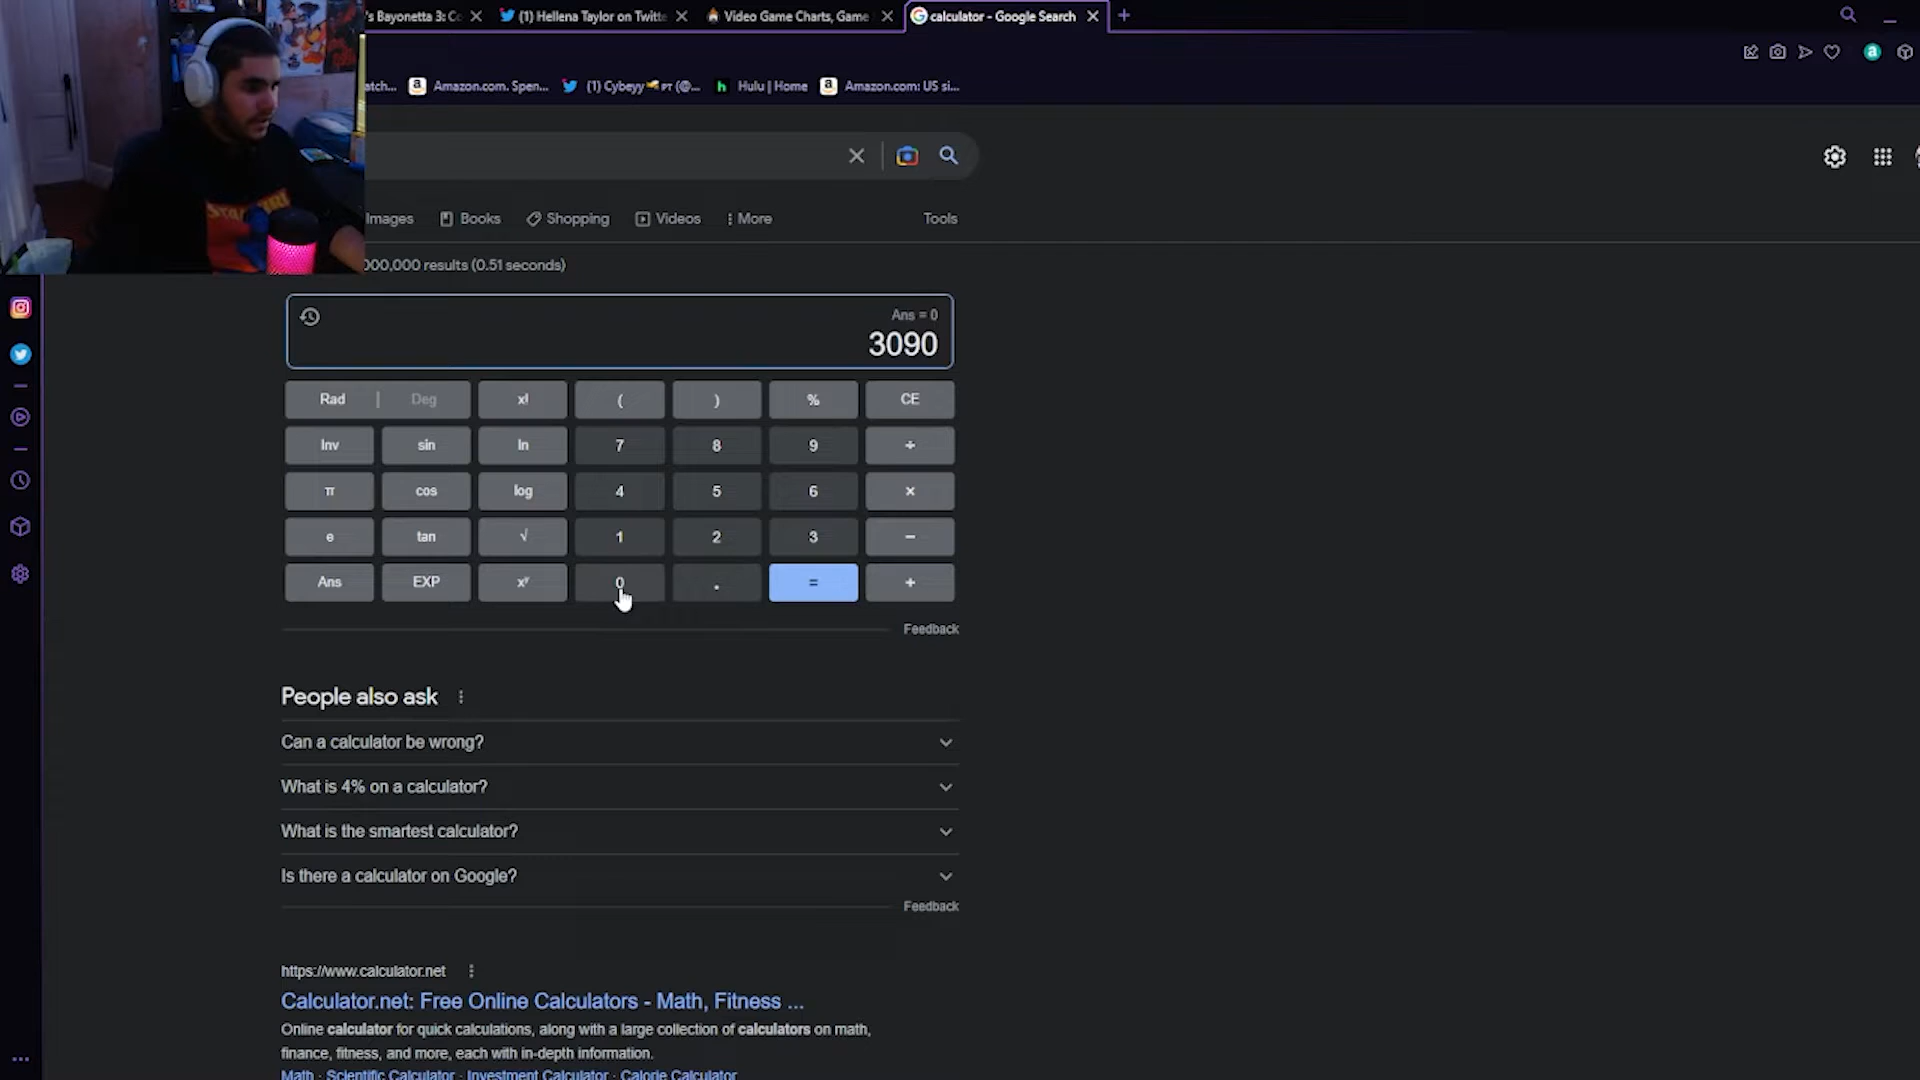 's Bayonetta 3: Co
(1) Hellena Taylor on Twitte
Video Game Charts, Game
calculator - Google Search
atch...
Amazon.com. Spen...
(1) Cybeyy PT (@...
Hulu | Home
Amazon.com: US si...
Images
Books
Shopping
Videos
More
Tools
000,000 results (0.51 seconds)
Ans = 0
3090
Rad | Deg x! ( ) % CE
Inv sin ln 7 8 9 ÷
π cos log 4 5 6 ×
e tan √ 1 2 3 −
Ans EXP xʸ 0 . = +
Feedback
People also ask
Can a calculator be wrong?
What is 4% on a calculator?
What is the smartest calculator?
Is there a calculator on Google?
Feedback
https://www.calculator.net
Calculator.net: Free Online Calculators - Math, Fitness ...
Online calculator for quick calculations, along with a large collection of calculators on math,
finance, fitness, and more, each with in-depth information.
Math · Scientific Calculator · Investment Calculator · Calorie Calculator